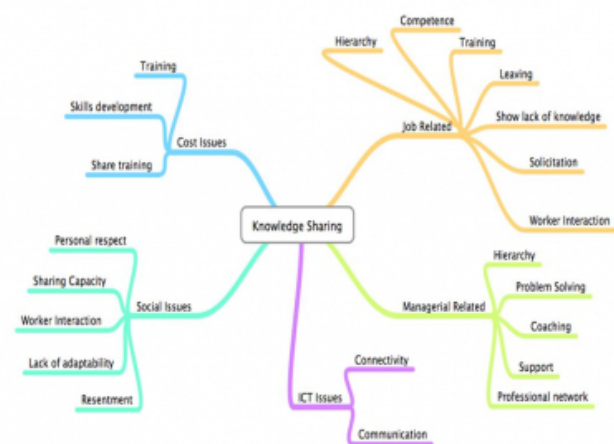 Competence
Hierarchy
Training
Leaving
Show lack of knowledge
Job Related
Solicitation
Worker Interaction
Training
Skills development
Cost Issues
Share training
Knowledge Sharing
Personal respect
Sharing Capacity
Social Issues
Worker Interaction
Lack of adaptability
Resentment
Hierarchy
Problem Solving
Managerial Related
Coaching
Support
Professional network
Connectivity
ICT Issues
Communication